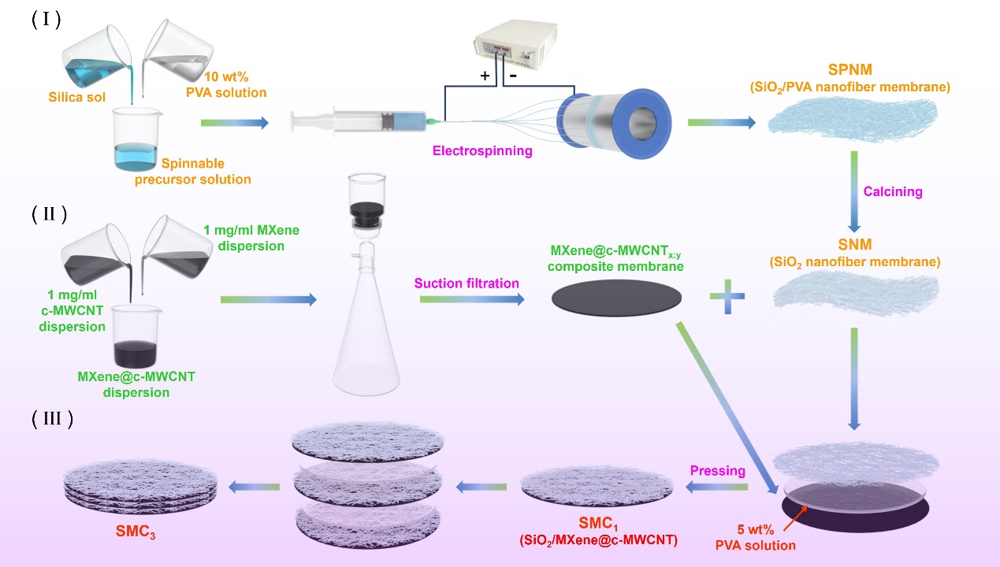 ( I )
Silica sol
10 wt%
PVA solution
Spinnable
precursor solution
+ -
Electrospinning
SPNM
(SiO₂/PVA nanofiber membrane)
Calcining
SNM
(SiO₂ nanofiber membrane)
( II )
1 mg/ml MXene
dispersion
1 mg/ml
c-MWCNT
dispersion
MXene@c-MWCNT
dispersion
Suction filtration
MXene@c-MWCNTx:y
composite membrane
( III )
SMC₃
SMC₁
(SiO₂/MXene@c-MWCNT)
Pressing
5 wt%
PVA solution